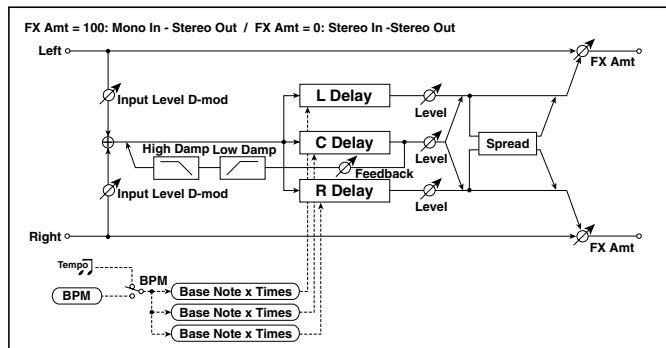 FX Amt = 100: Mono In - Stereo Out / FX Amt = 0: Stereo In -Stereo Out
Left
FX Amt
Input Level D-mod
L Delay
Level
High Damp
Low Damp
C Delay
Level
Spread
Feedback
Input Level D-mod
R Delay
Level
Right
FX Amt
Tempo
BPM
BPM
Base Note x Times
Base Note x Times
Base Note x Times